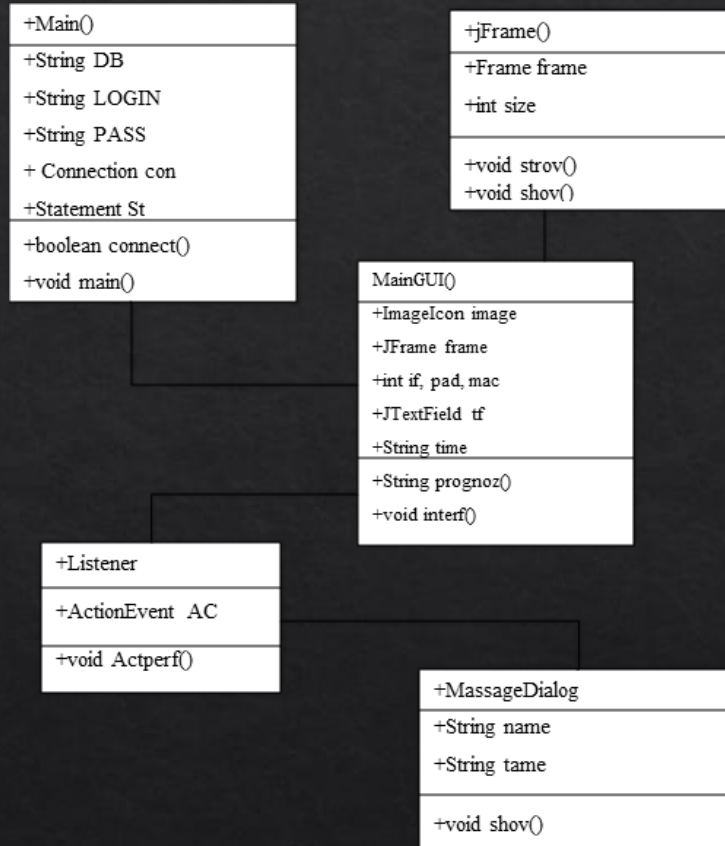 +Main()
+String DB
+String LOGIN
+String PASS
+ Connection con
+Statement St
+boolean connect()
+void main()
+jFrame()
+Frame frame
+int size
+void strov()
+void shov()
MainGUI()
+ImageIcon image
+JFrame frame
+int if, pad, mac
+JTextField tf
+String time
+String prognoz()
+void interf()
+Listener
+ActionEvent AC
+void Actperf()
+MassageDialog
+String name
+String tame
+void shov()